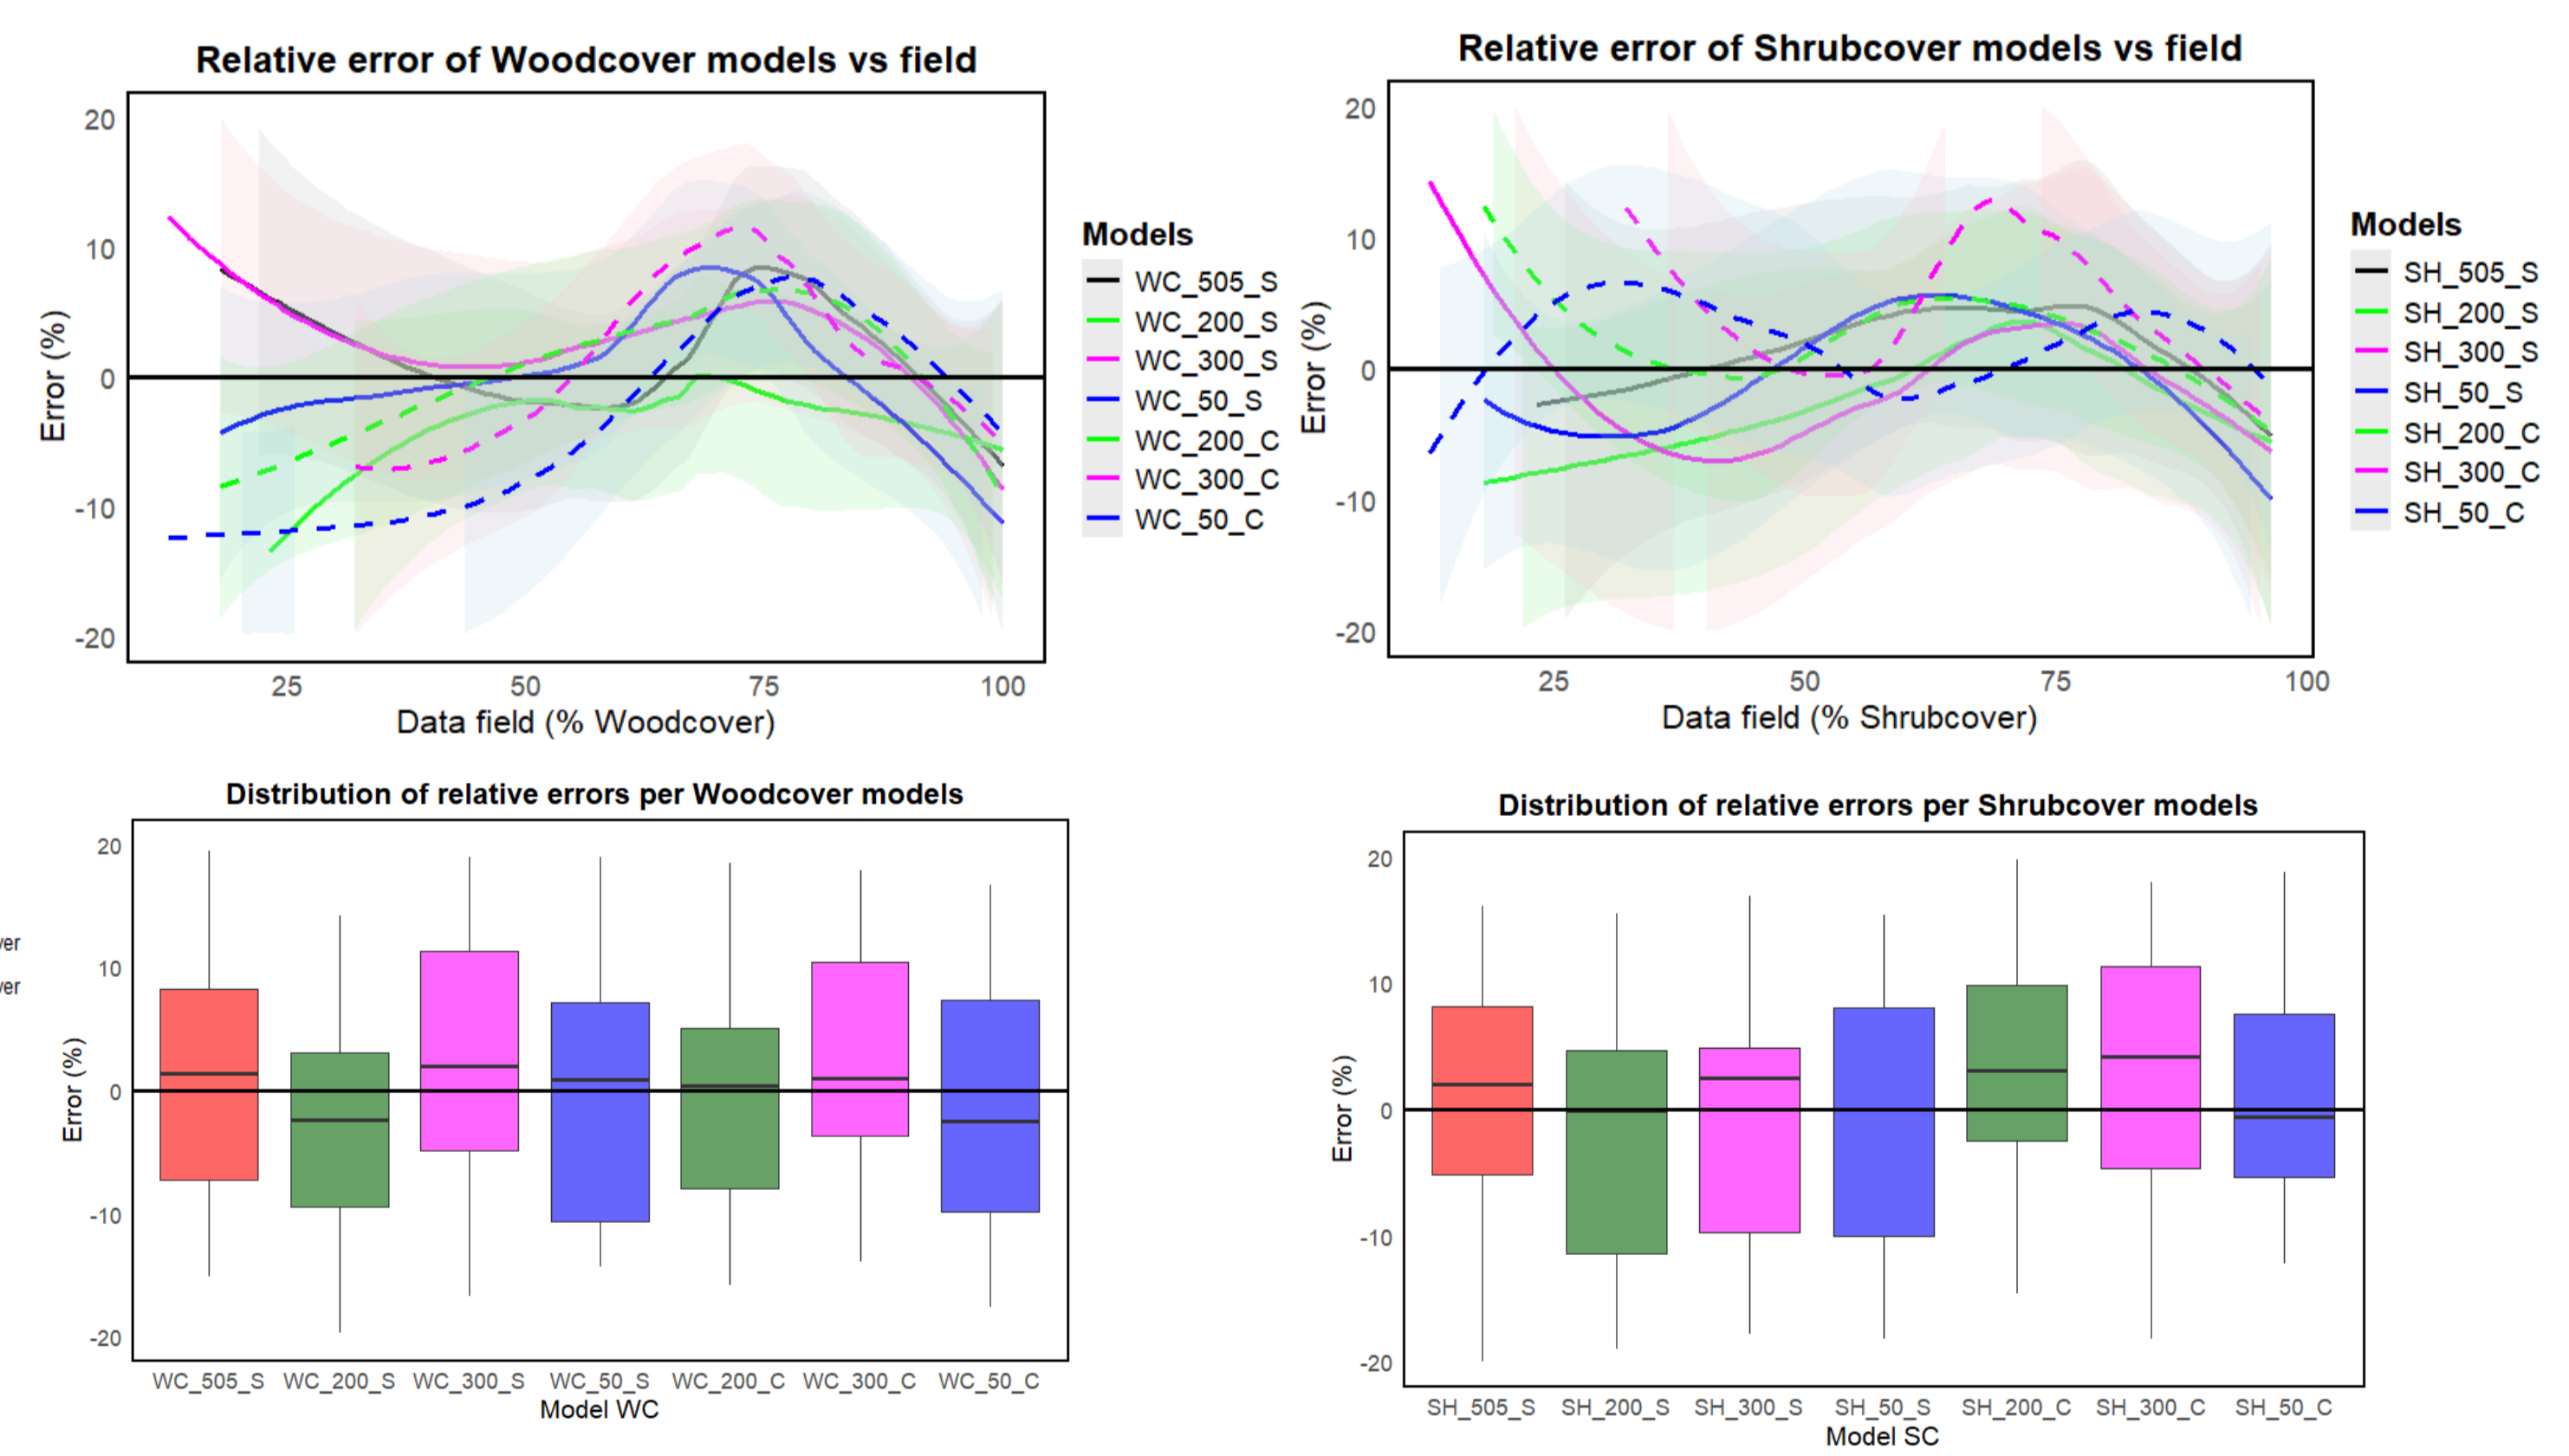 Relative error of Woodcover models vs field
20
10
0
-10
-20
Error (%)
25 50 75 100
Data field (% Woodcover)
Models
WC_505_S
WC_200_S
WC_300_S
WC_50_S
WC_200_C
WC_300_C
WC_50_C
Relative error of Shrubcover models vs field
20
10
0
-10
-20
Error (%)
25 50 75 100
Data field (% Shrubcover)
Models
SH_505_S
SH_200_S
SH_300_S
SH_50_S
SH_200_C
SH_300_C
SH_50_C
ver
ver
Distribution of relative errors per Woodcover models
20
10
0
-10
-20
Error (%)
WC_505_S WC_200_S WC_300_S WC_50_S WC_200_C WC_300_C WC_50_C
Model WC
Distribution of relative errors per Shrubcover models
20
10
0
-10
-20
Error (%)
SH_505_S SH_200_S SH_300_S SH_50_S SH_200_C SH_300_C SH_50_C
Model SC